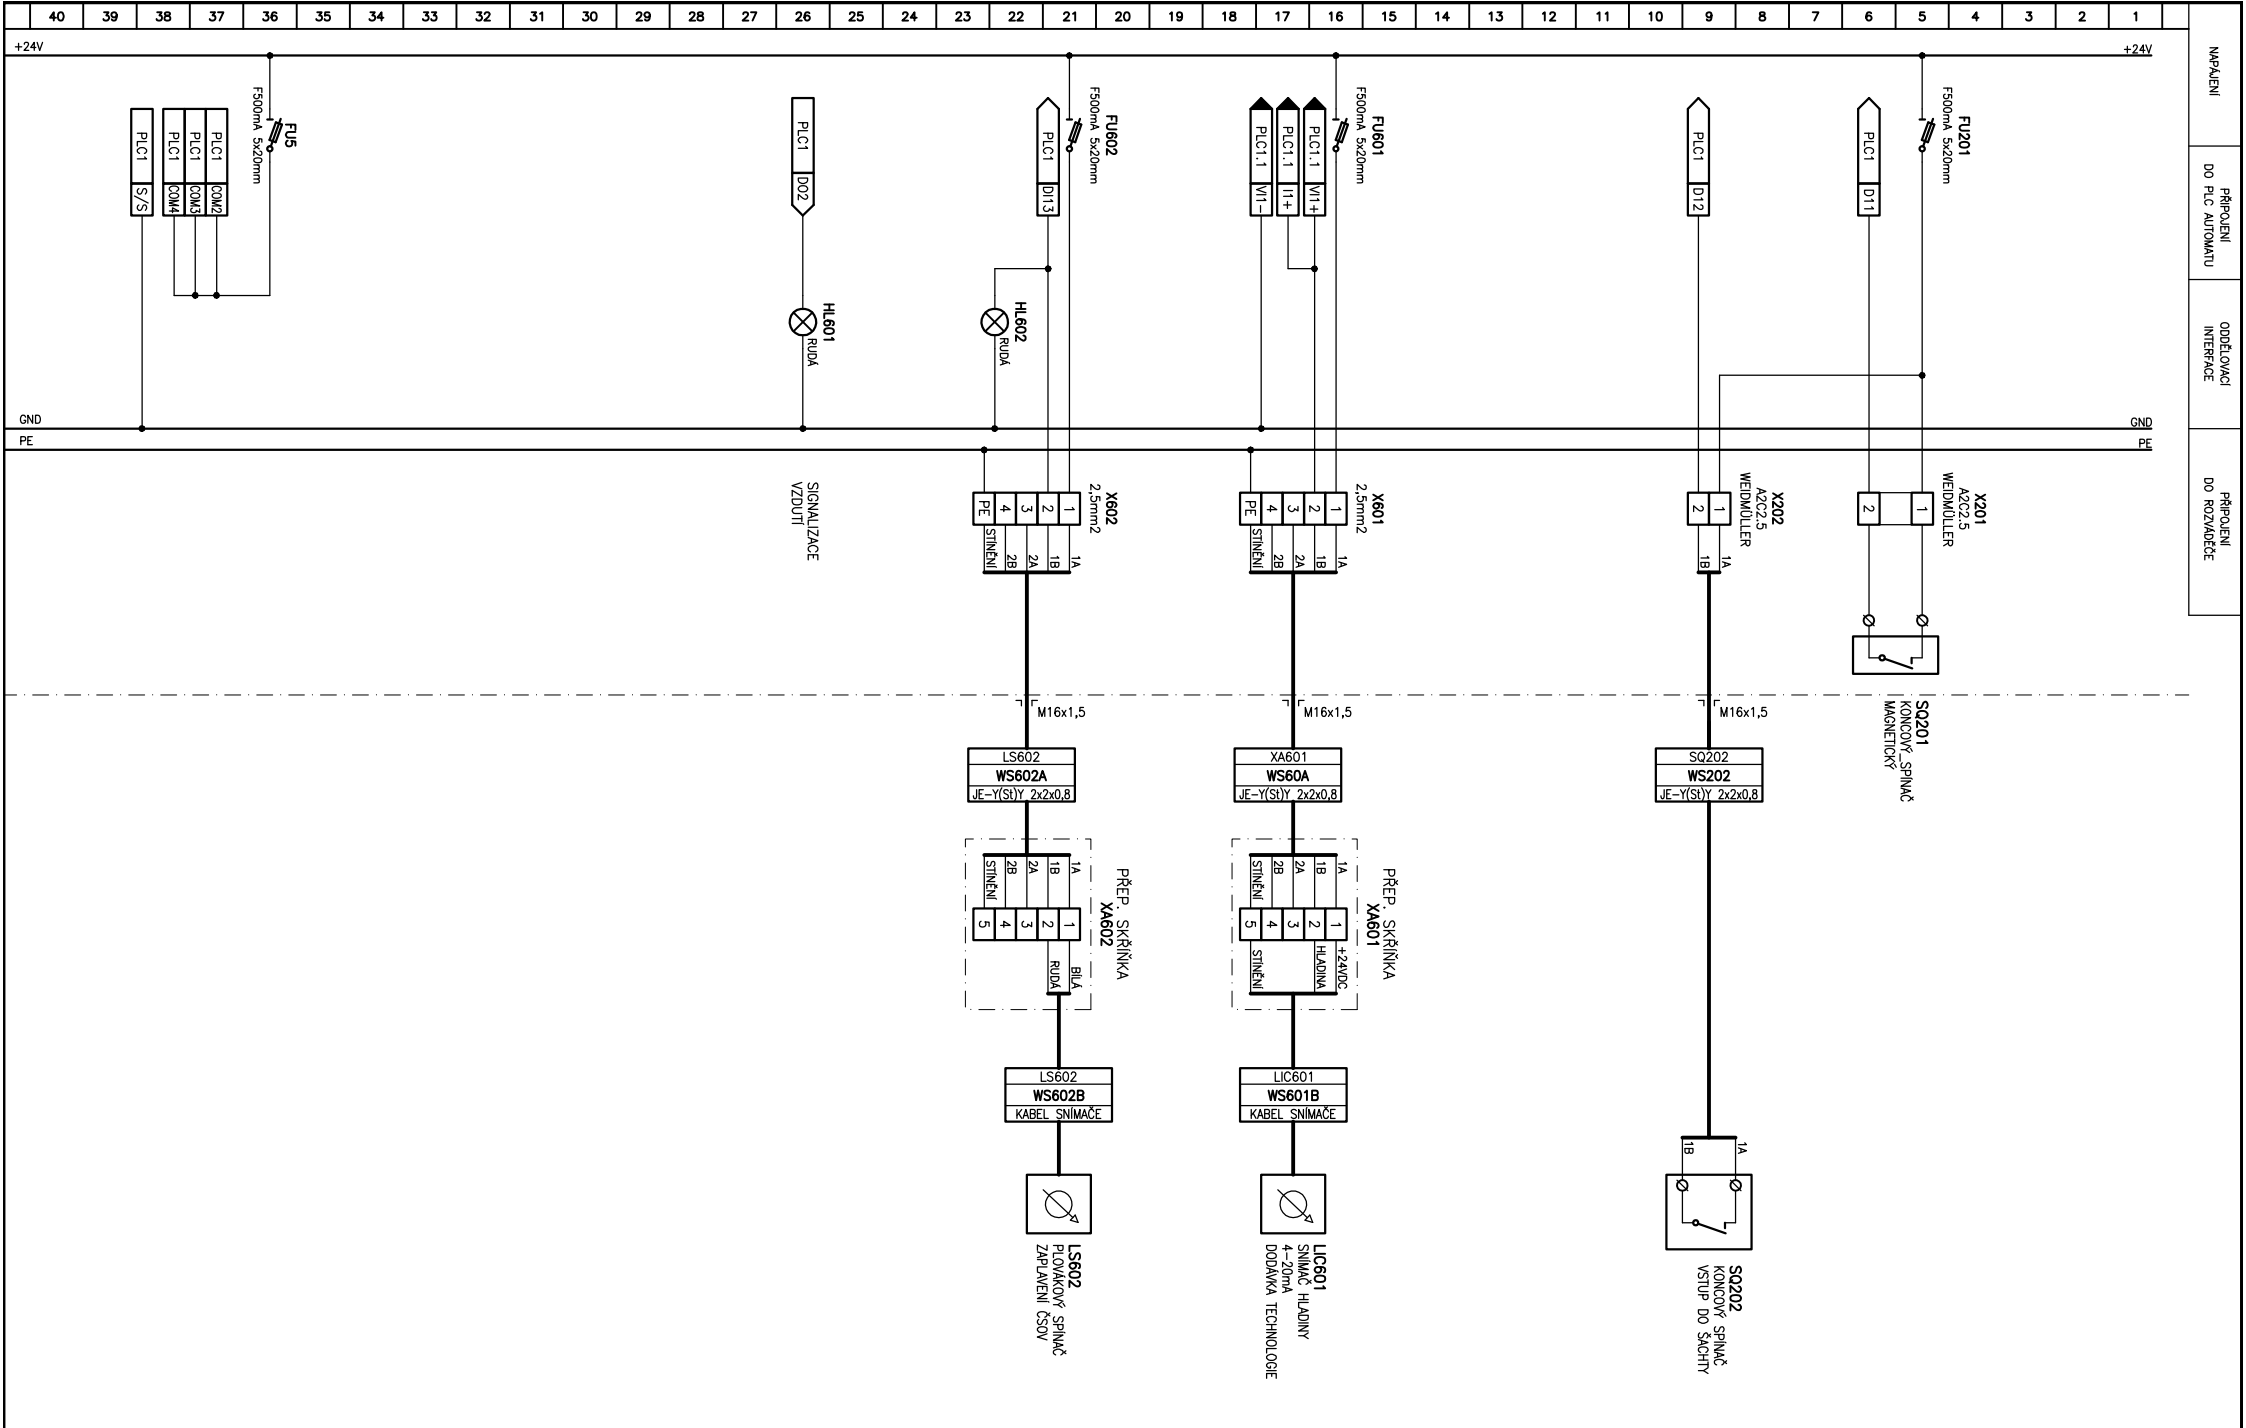 40 39 38 37 36 35 34 33 32 31 30 29 28 27 26 25 24 23 22 21 20 19 18 17 16 15 14 13 12 11 10 9 8 7 6 5 4 3 2 1
NAPÁJENÍ
PŘIPOJENÍ
DO PLC AUTOMATU
ODDĚLOVACÍ
INTERFACE
PŘIPOJENÍ
DO ROZVADĚČE
+24V
+24V
GND
GND
PE
PE
FU201
F500mA 5x20mm
PLC1 D11
X201
A2C2.5
WEIDMÜLLER
1
2
SQ201
KONCOVÝ_SPÍNAČ
MAGNETICKÝ
PLC1 D12
X202
A2C2.5
WEIDMÜLLER
1
2
1A
1B
M16x1,5
SQ202
WS202
JE-Y(St)Y 2x2x0,8
1A
1B
SQ202
KONCOVÝ SPÍNAČ
VSTUP DO ŠACHTY
FU601
F500mA 5x20mm
PLC1.1 VI1+
PLC1.1 I1+
PLC1.1 VI1-
X601
2,5mm2
1
2
3
4
PE
1A
1B
2A
2B
STÍNĚNÍ
M16x1,5
XA601
WS60A
JE-Y(St)Y 2x2x0,8
PŘEP. SKŘÍŇKA
XA601
1A
1B
2A
2B
STÍNĚNÍ
1
2
3
4
5
+24VDC
HLADINA
STÍNĚNÍ
LIC601
WS601B
KABEL SNÍMAČE
LIC601
SNÍMAČ HLADINY
4-20mA
DODÁVKA TECHNOLOGIE
FU602
F500mA 5x20mm
PLC1 DI13
HL602
RUDÁ
X602
2,5mm2
1
2
3
4
PE
1A
1B
2A
2B
STÍNĚNÍ
M16x1,5
LS602
WS602A
JE-Y(St)Y 2x2x0,8
PŘEP. SKŘÍŇKA
XA602
1A
1B
2A
2B
STÍNĚNÍ
1
2
3
4
5
BÍLÁ
RUDÁ
LS602
WS602B
KABEL SNÍMAČE
LS602
PLOVÁKOVÝ SPÍNAČ
ZAPLAVENÍ ČSOV
PLC1 DO2
HL601
RUDÁ
SIGNALIZACE
VZDUTÍ
FU5
F500mA 5x20mm
PLC1 COM2
PLC1 COM3
PLC1 COM4
PLC1 S/S